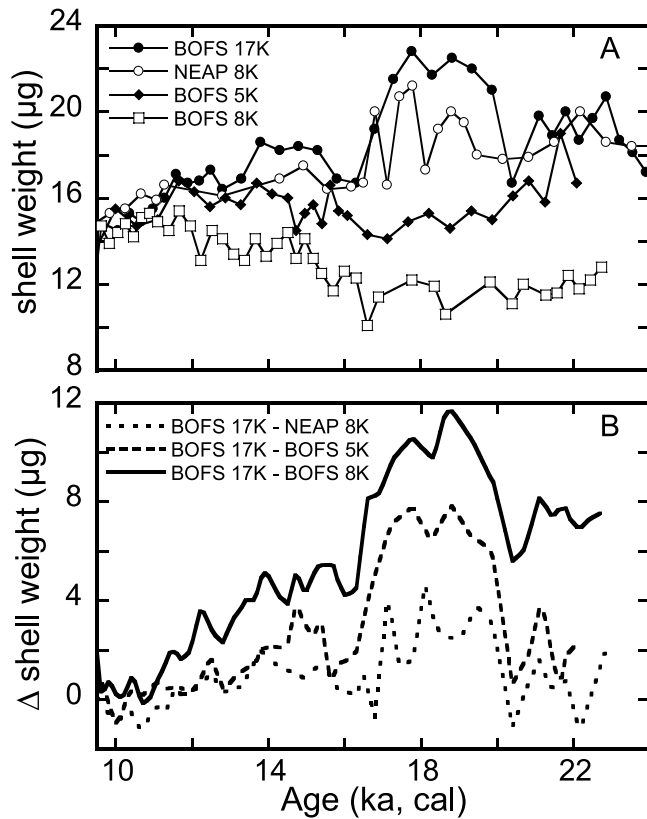 24
20
16
12
8
shell weight (µg)
A
BOFS 17K
NEAP 8K
BOFS 5K
BOFS 8K
12
8
4
0
Δ shell weight (µg)
B
BOFS 17K - NEAP 8K
BOFS 17K - BOFS 5K
BOFS 17K - BOFS 8K
10 14 18 22
Age (ka, cal)